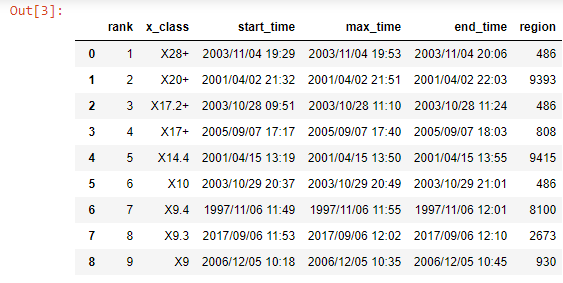 Out[3]:
rank x_class start_time max_time end_time region
0 1 X28+ 2003/11/04 19:29 2003/11/04 19:53 2003/11/04 20:06 486
1 2 X20+ 2001/04/02 21:32 2001/04/02 21:51 2001/04/02 22:03 9393
2 3 X17.2+ 2003/10/28 09:51 2003/10/28 11:10 2003/10/28 11:24 486
3 4 X17+ 2005/09/07 17:17 2005/09/07 17:40 2005/09/07 18:03 808
4 5 X14.4 2001/04/15 13:19 2001/04/15 13:50 2001/04/15 13:55 9415
5 6 X10 2003/10/29 20:37 2003/10/29 20:49 2003/10/29 21:01 486
6 7 X9.4 1997/11/06 11:49 1997/11/06 11:55 1997/11/06 12:01 8100
7 8 X9.3 2017/09/06 11:53 2017/09/06 12:02 2017/09/06 12:10 2673
8 9 X9 2006/12/05 10:18 2006/12/05 10:35 2006/12/05 10:45 930